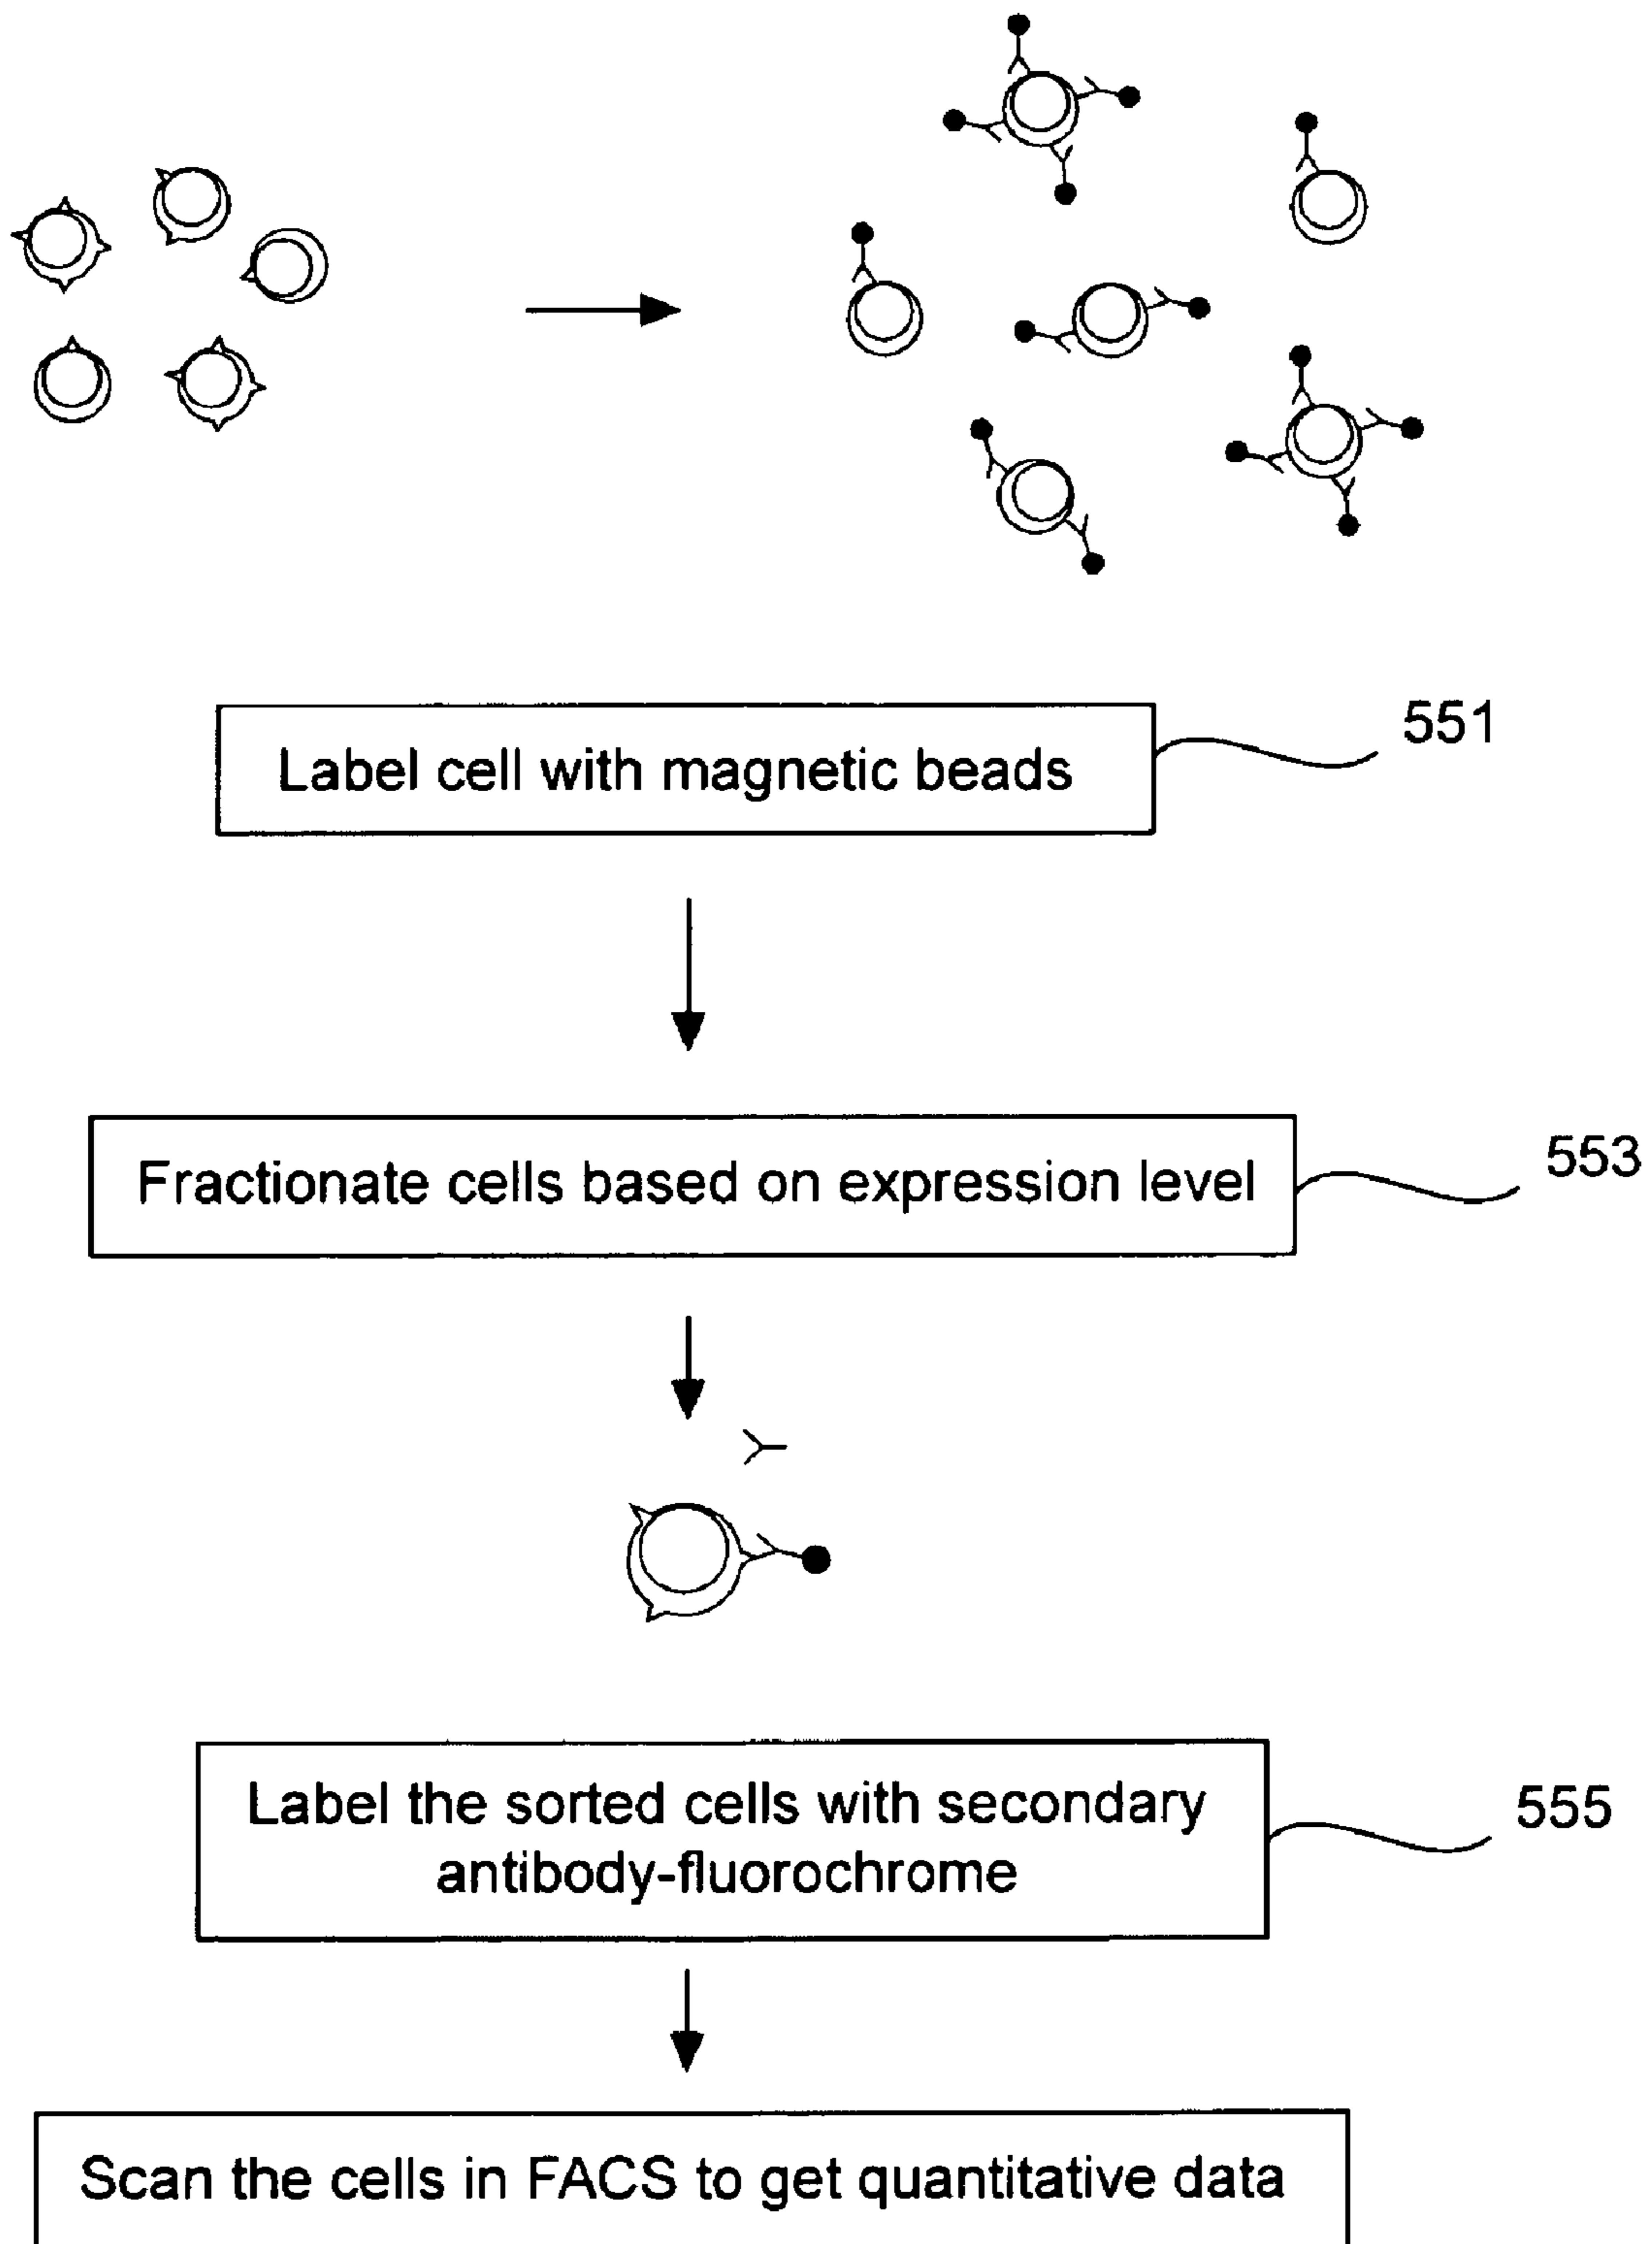 Label cell with magnetic beads
551
Fractionate cells based on expression level
553
Label the sorted cells with secondary
antibody-fluorochrome
555
Scan the cells in FACS to get quantitative data